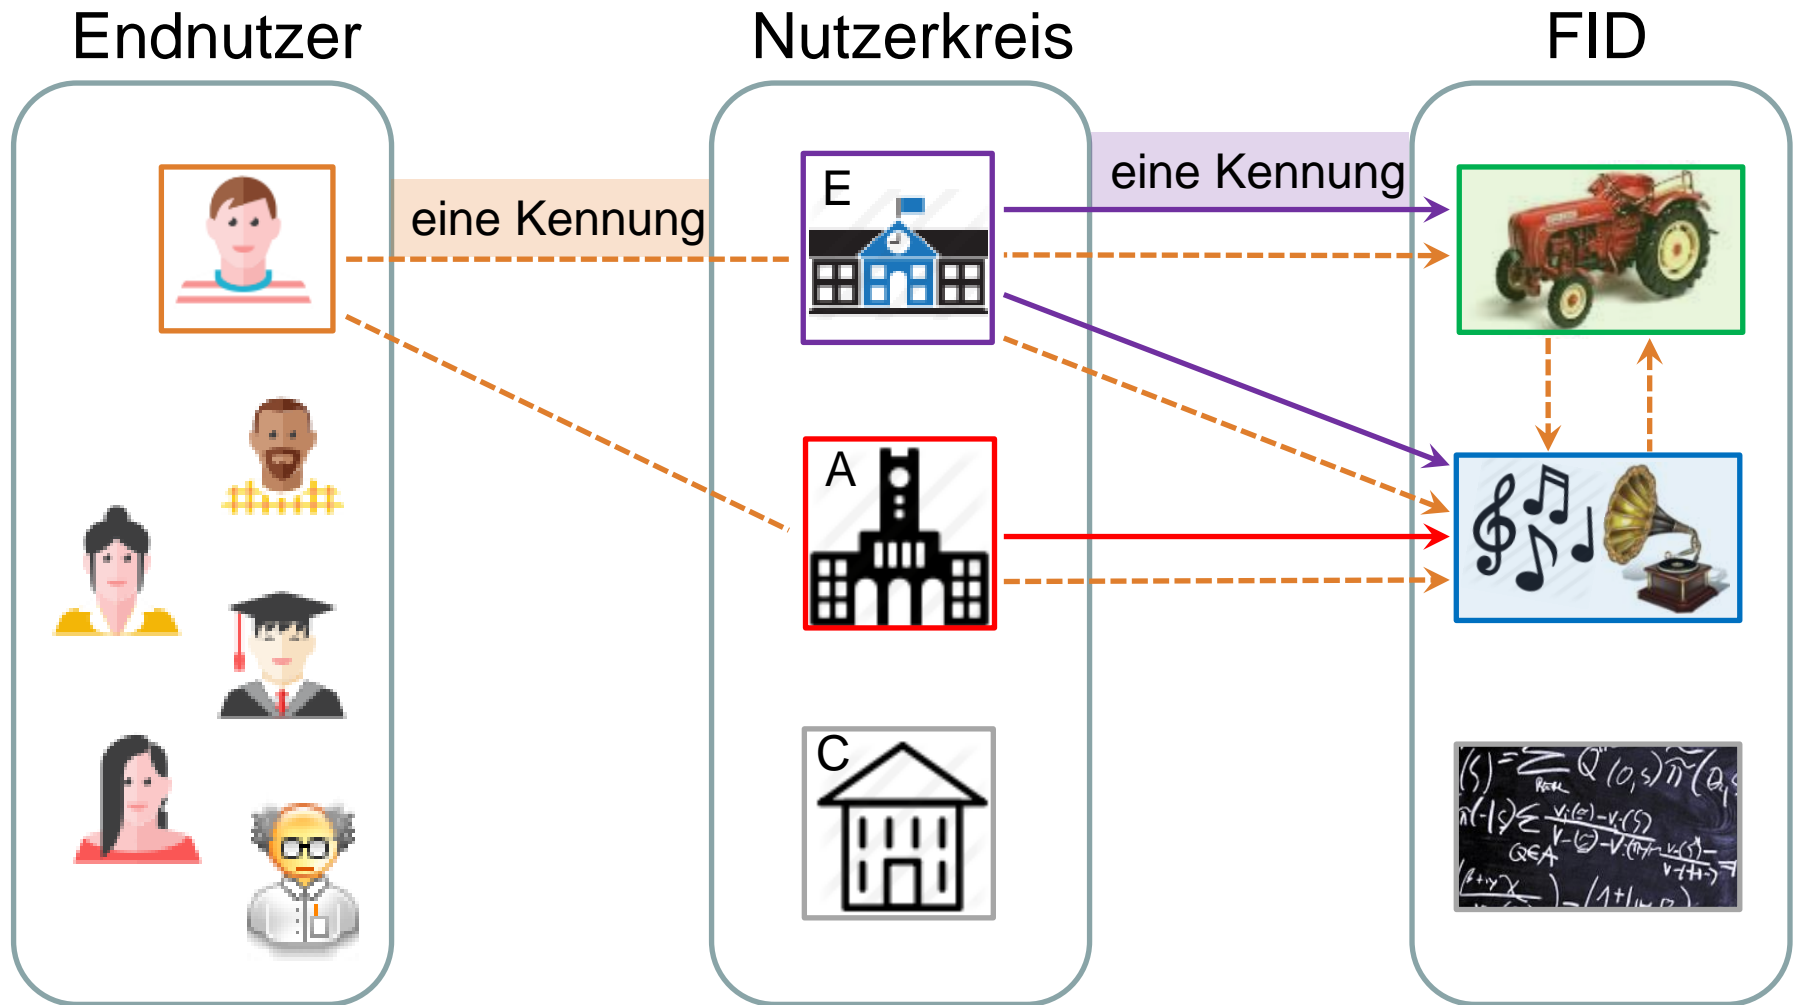 Endnutzer
Nutzerkreis
FID
eine Kennung
eine Kennung
E
A
C